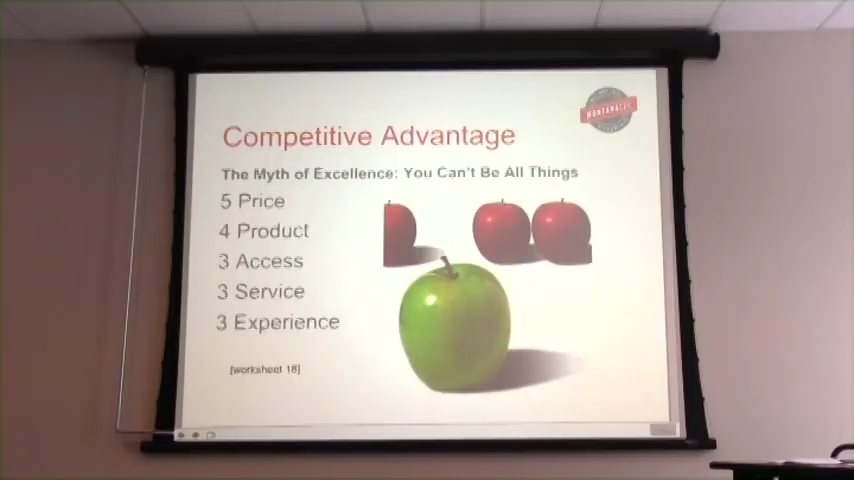 Competitive Advantage
The Myth of Excellence: You Can't Be All Things
5 Price
4 Product
3 Access
3 Service
3 Experience
[worksheet 18]